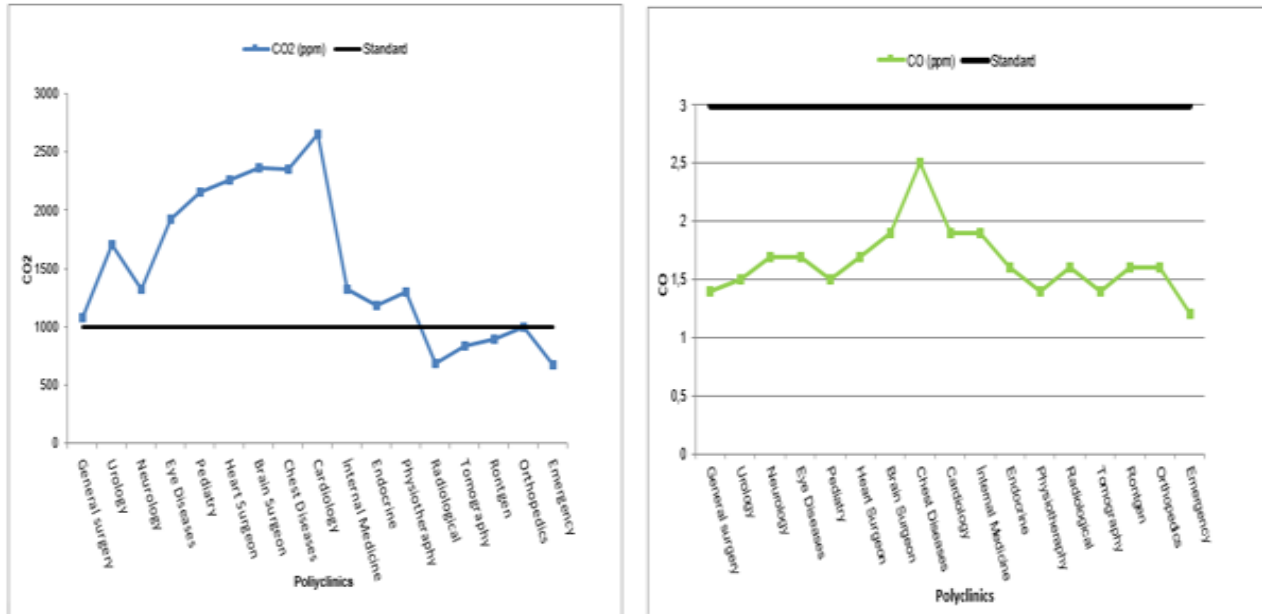 CO2 (ppm) Standard
3000
2500
2000
1500
1000
500
0
CO2
General surgery
Urology
Neurology
Eye Diseases
Pediatry
Heart Surgeon
Brain Surgeon
Chest Diseases
Cardiology
İnternal Medicine
Endocrine
Physiotheraphy
Radiological
Tomography
Rontgen
Orthopedics
Emergency
Poliyclinics
CO (ppm) Standard
3
2,5
2
1,5
1
0,5
0
CO
General surgery
Urology
Neurology
Eye Diseases
Pediatry
Heart Surgeon
Brain Surgeon
Chest Diseases
Cardiology
İnternal Medicine
Endocrine
Physiotheraphy
Radiological
Tomography
Rontgen
Orthopedics
Emergency
Polyclinics